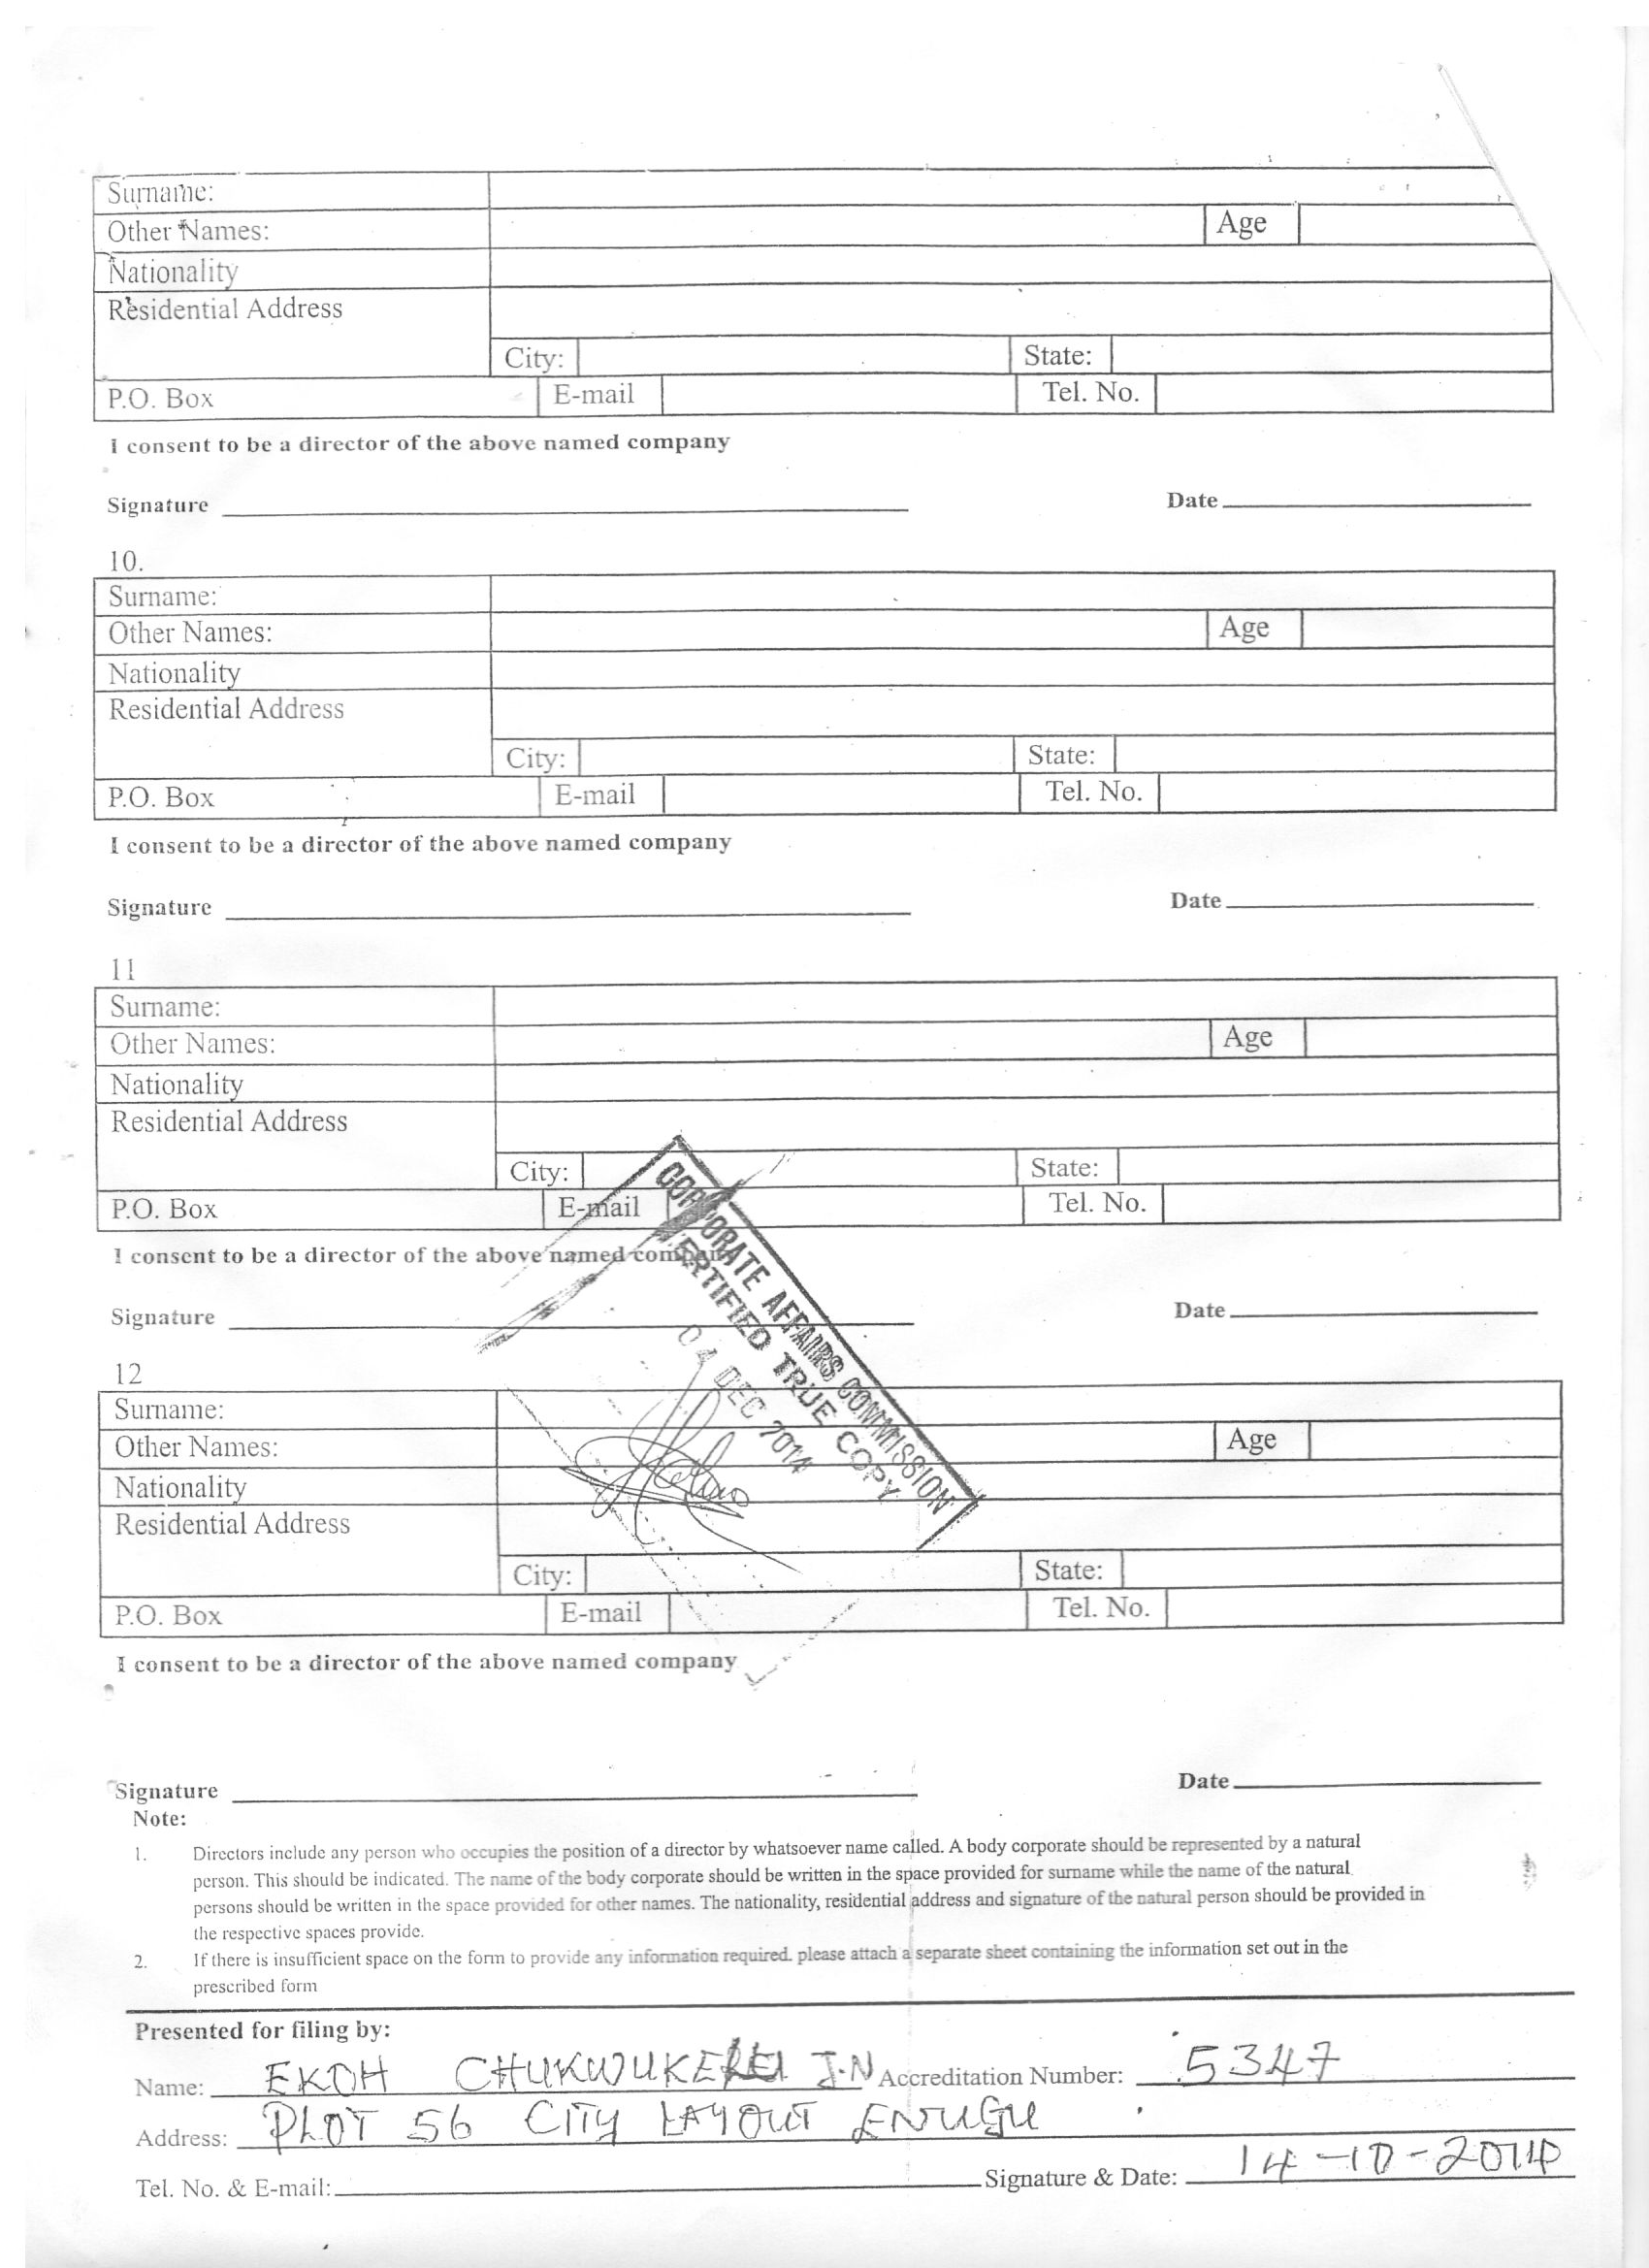 Surname:
Other Names: Age
Nationality
Residential Address
City: State:
P.O. Box E-mail Tel. No.
I consent to be a director of the above named company
Signature Date
10.
Surname:
Other Names: Age
Nationality
Residential Address
City: State:
P.O. Box E-mail Tel. No.
I consent to be a director of the above named company
Signature Date
11
Surname:
Other Names: Age
Nationality
Residential Address
City: State:
P.O. Box E-mail Tel. No.
I consent to be a director of the above named company
Signature Date
CORPORATE AFFAIRS COMMISSION
CERTIFIED TRUE COPY
04 DEC 2014
12
Surname:
Other Names: Age
Nationality
Residential Address
City: State:
P.O. Box E-mail Tel. No.
I consent to be a director of the above named company
Signature Date
Note:
1. Directors include any person who occupies the position of a director by whatsoever name called. A body corporate should be represented by a natural
person. This should be indicated. The name of the body corporate should be written in the space provided for surname while the name of the natural
persons should be written in the space provided for other names. The nationality, residential address and signature of the natural person should be provided in
the respective spaces provide.
2. If there is insufficient space on the form to provide any information required. please attach a separate sheet containing the information set out in the
prescribed form
Presented for filing by:
Name: EKOH J.N Accreditation Number: 5347
Address: PLOT 56 CITY LAYOUT ENUGU
Tel. No. & E-mail: Signature & Date: 14-10-2014